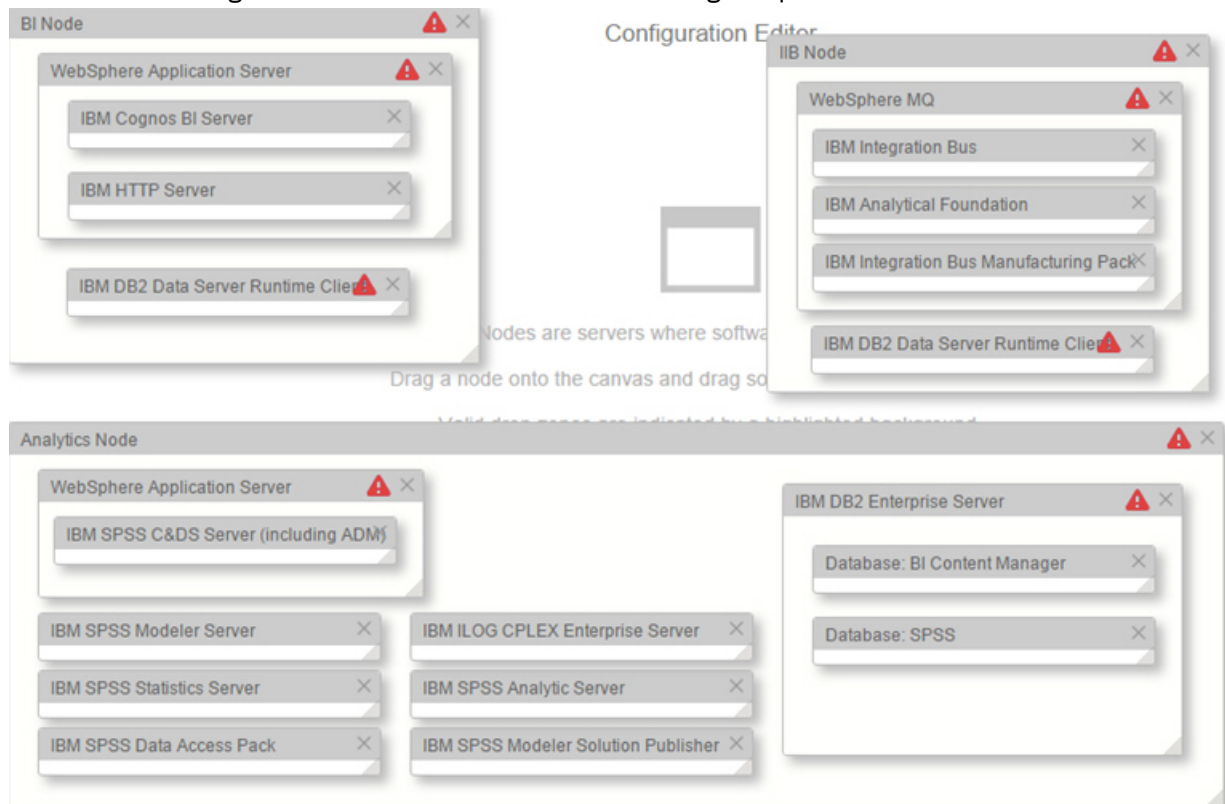 BI Node
WebSphere Application Server
IBM Cognos BI Server
IBM HTTP Server
IBM DB2 Data Server Runtime
Configuration Editor
IIB Node
WebSphere MQ
IBM Integration Bus
IBM Analytical Foundation
IBM Integration Bus Manufacturing Pack
IBM DB2 Data Server Runtime
Nodes are servers where
Drag a node onto the canvas and drag
Analytics Node
WebSphere Application Server
IBM SPSS C&DS Server (including ADM)
IBM SPSS Modeler Server
IBM SPSS Statistics Server
IBM SPSS Data Access Pack
IBM ILOG CPLEX Enterprise Server
IBM SPSS Analytic Server
IBM SPSS Modeler Solution Publisher
IBM DB2 Enterprise Server
Database: BI Content Manager
Database: SPSS